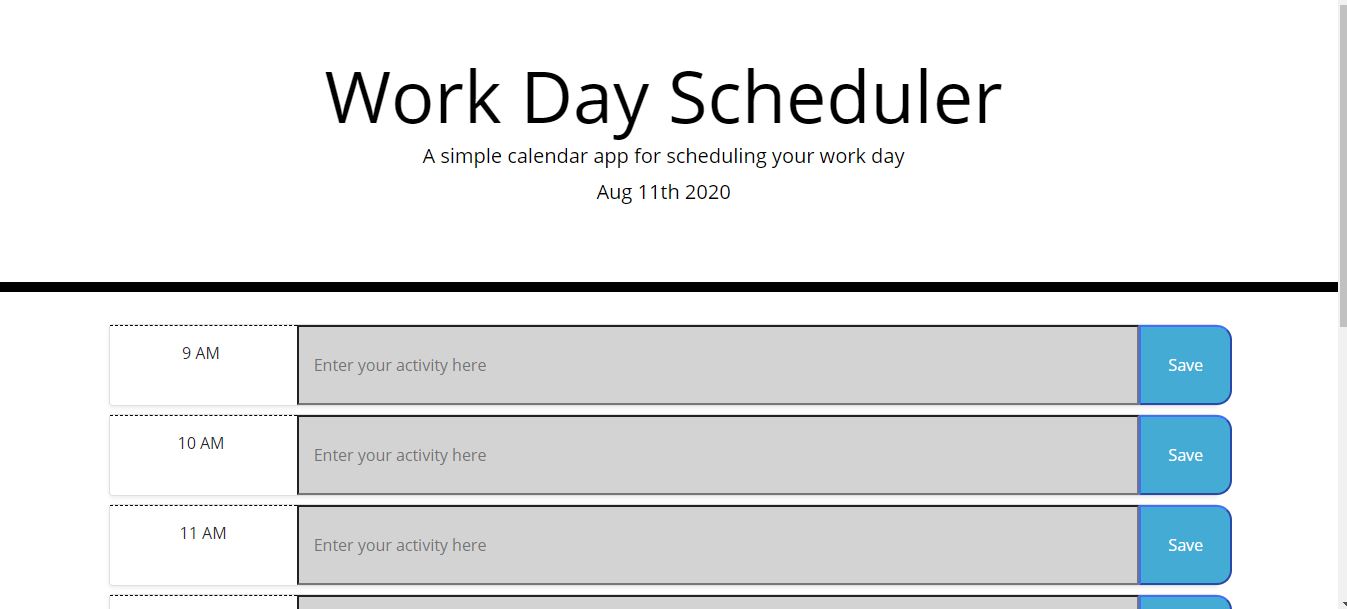 Work Day Scheduler
A simple calendar app for scheduling your work day
Aug 11th 2020
9 AM
Enter your activity here
Save
10 AM
Enter your activity here
Save
11 AM
Enter your activity here
Save